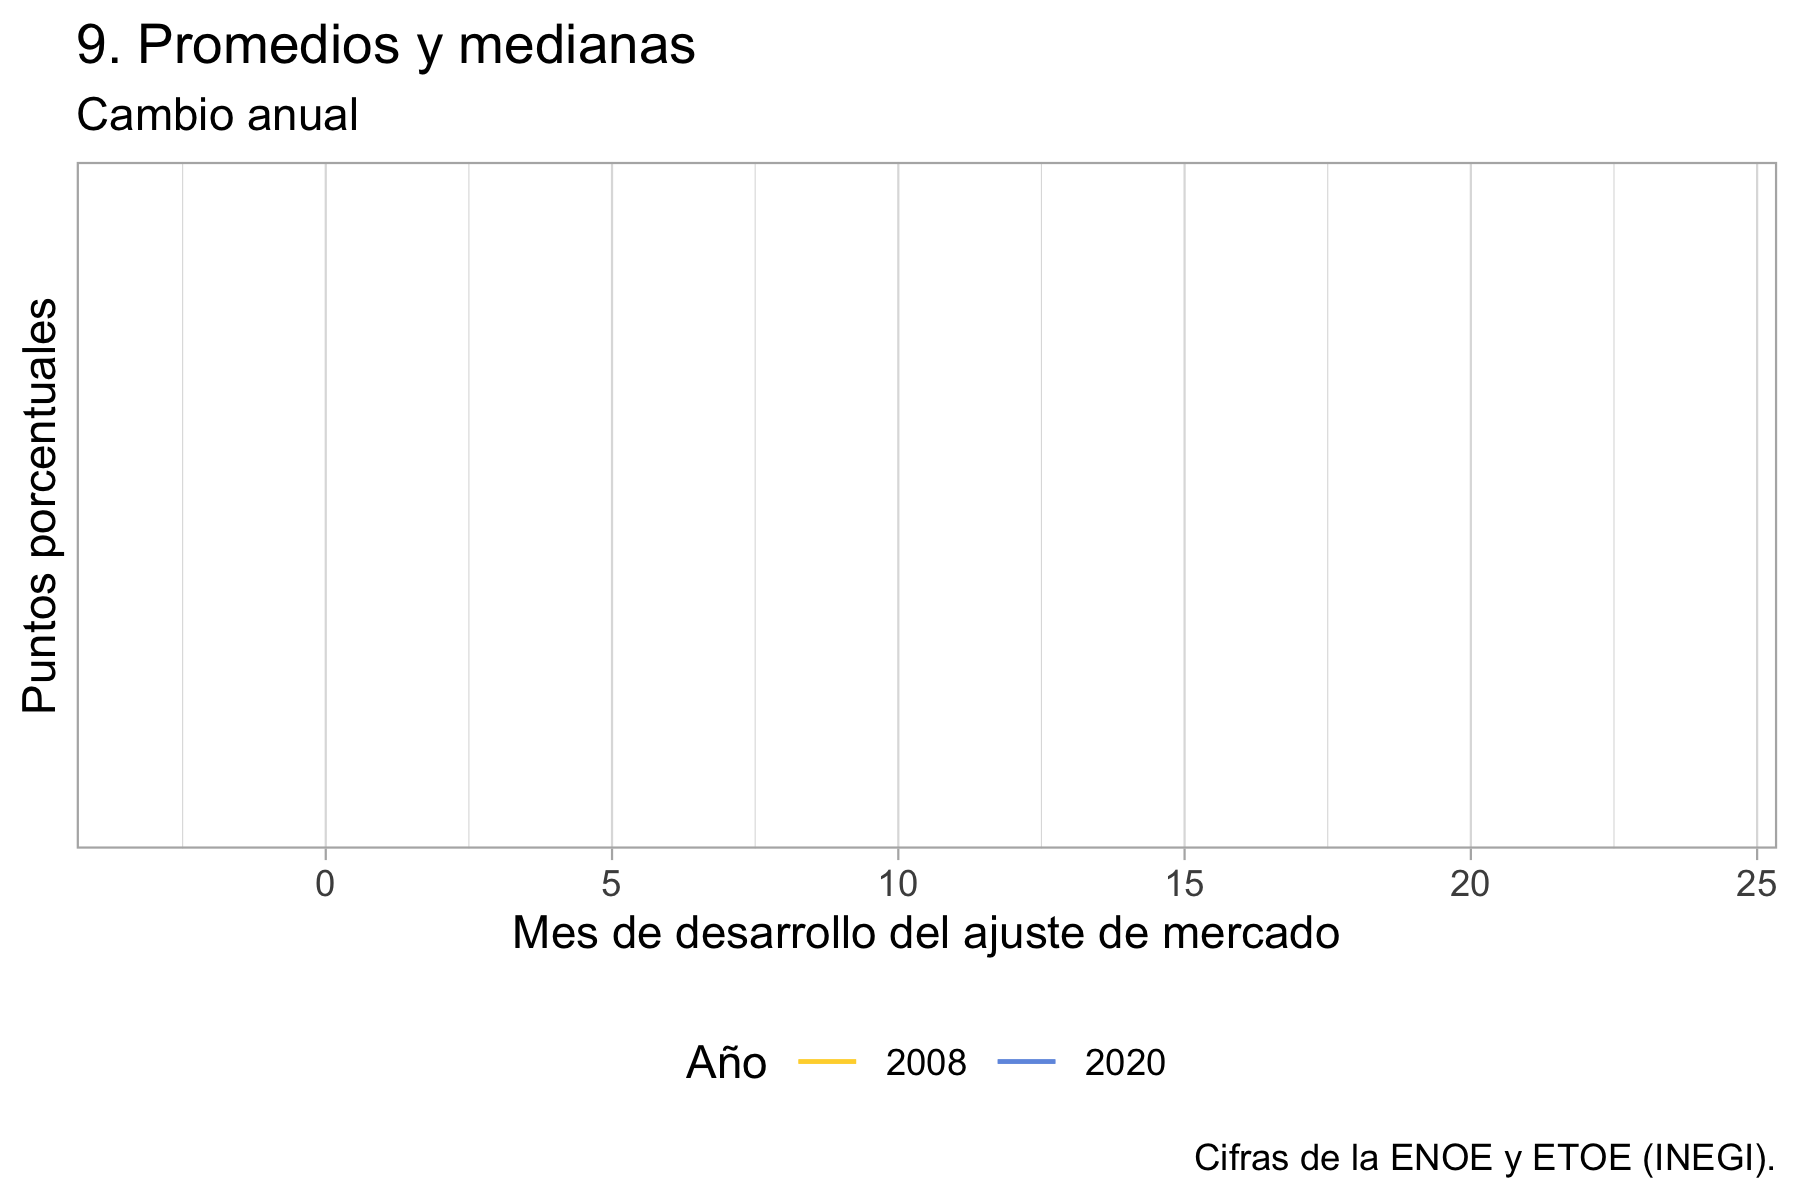 9. Promedios y medianas
Cambio anual
Puntos porcentuales
0 5 10 15 20 25
Mes de desarrollo del ajuste de mercado
Año 2008 2020
Cifras de la ENOE y ETOE (INEGI).